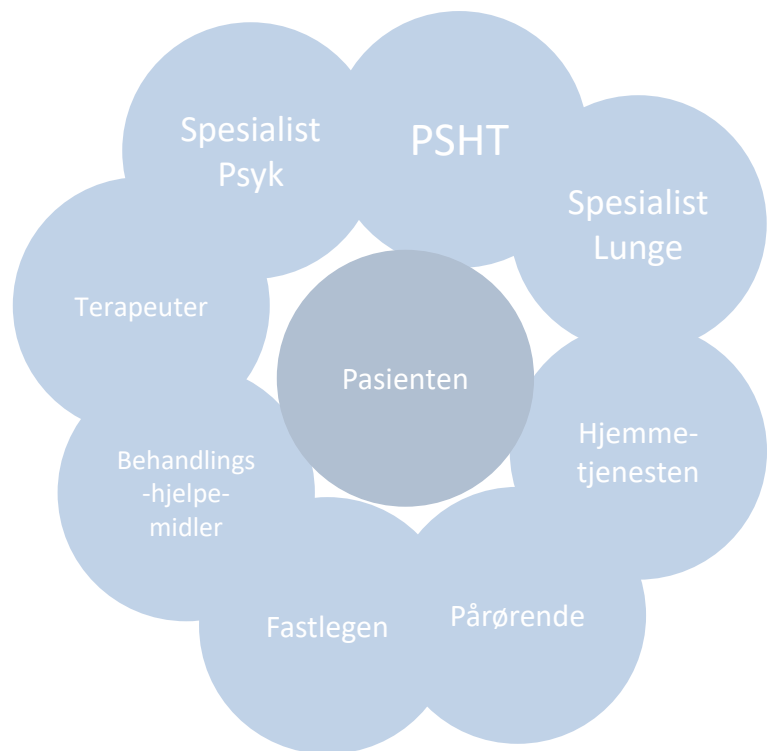 PSHT
Spesialist
Lunge
Hjemme-
tjenesten
Pårørende
Fastlegen
Behandlings
-hjelpe-
midler
Terapeuter
Spesialist
Psyk
Pasienten